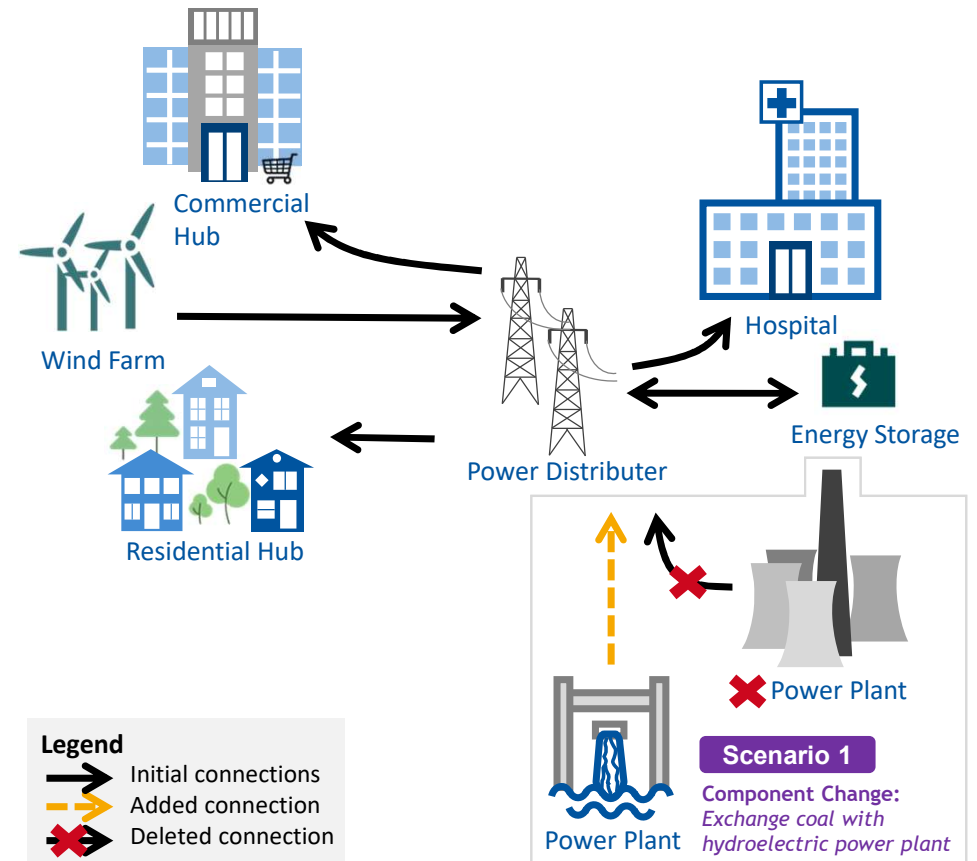 Commercial
Hub
Wind Farm
Hospital
Energy Storage
Power Distributer
Residential Hub
Power Plant
Scenario 1
Component Change:
Exchange coal with
hydroelectric power plant
Power Plant
Legend
Initial connections
Added connection
Deleted connection